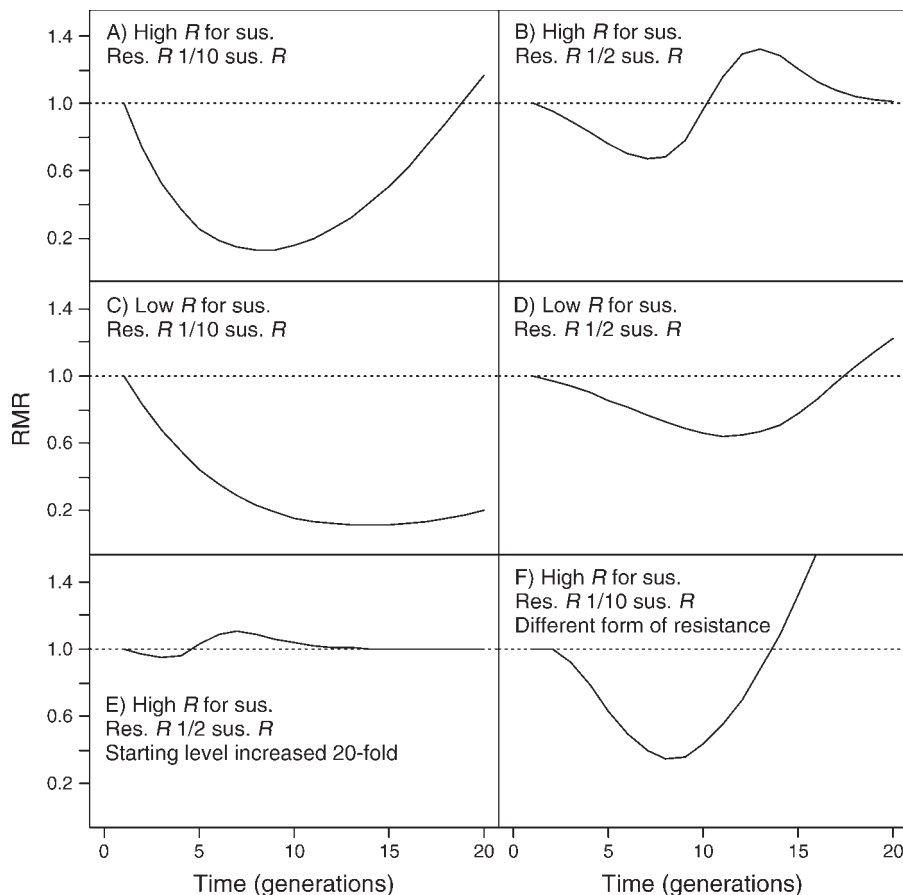 A) High R for sus.
Res. R 1/10 sus. R
B) High R for sus.
Res. R 1/2 sus. R
1.4
1.0
0.6
0.2
C) Low R for sus.
Res. R 1/10 sus. R
D) Low R for sus.
Res. R 1/2 sus. R
1.4
1.0
0.6
0.2
RMR
E) High R for sus.
Res. R 1/2 sus. R
Starting level increased 20-fold
F) High R for sus.
Res. R 1/10 sus. R
Different form of resistance
1.4
1.0
0.6
0.2
0 5 10 15 20
0 5 10 15 20
Time (generations)
Time (generations)